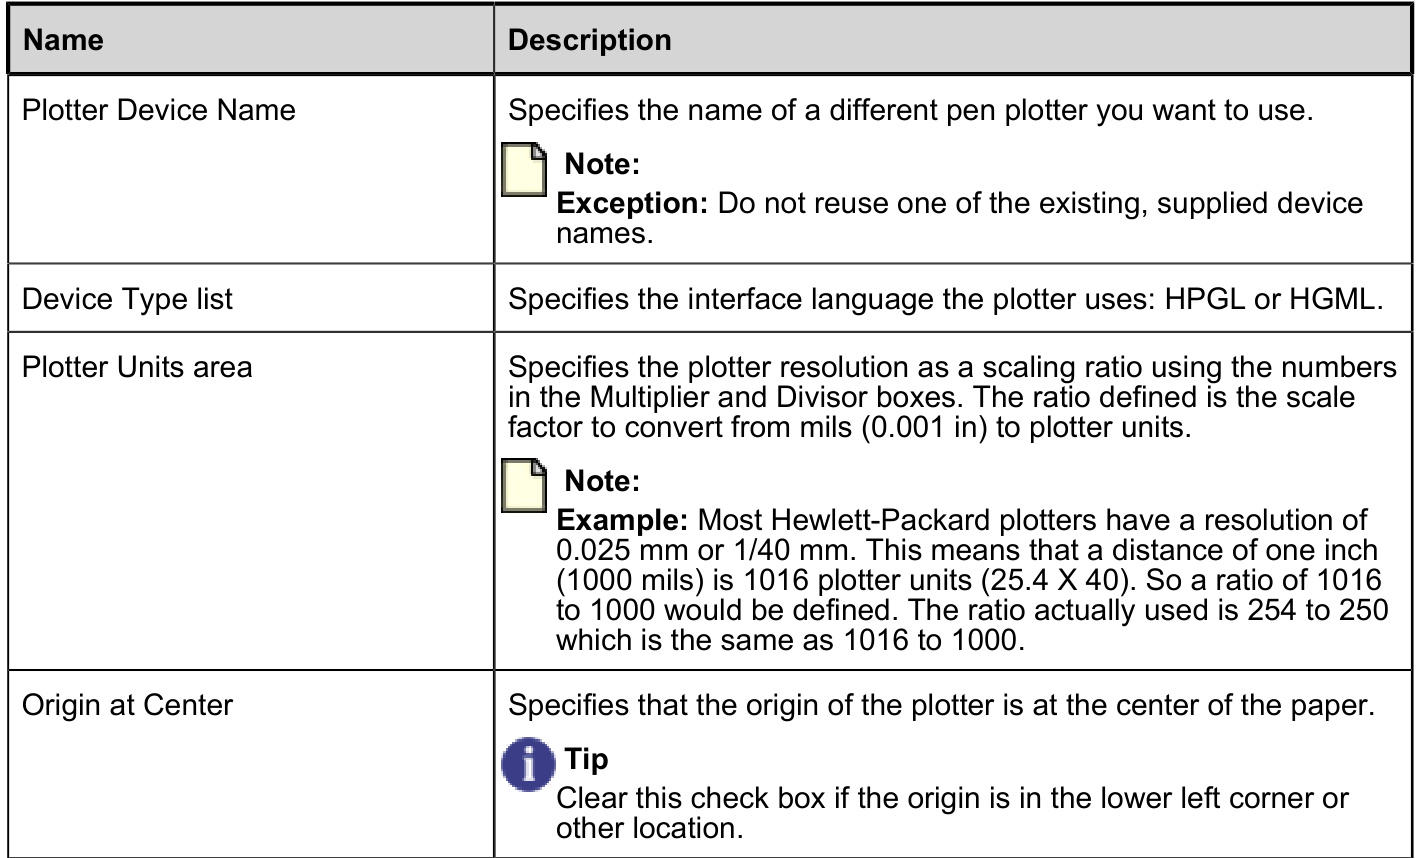 Name
Description
Plotter Device Name
Specifies the name of a different pen plotter you want to use.
Note:
Exception: Do not reuse one of the existing, supplied device
names.
Device Type list
Specifies the interface language the plotter uses: HPGL or HGML.
Plotter Units area
Specifies the plotter resolution as a scaling ratio using the numbers
in the Multiplier and Divisor boxes. The ratio defined is the scale
factor to convert from mils (0.001 in) to plotter units.
Note:
Example: Most Hewlett-Packard plotters have a resolution of
0.025 mm or 1/40 mm. This means that a distance of one inch
(1000 mils) is 1016 plotter units (25.4 X 40). So a ratio of 1016
to 1000 would be defined. The ratio actually used is 254 to 250
which is the same as 1016 to 1000.
Origin at Center
Specifies that the origin of the plotter is at the center of the paper.
Tip
Clear this check box if the origin is in the lower left corner or
other location.